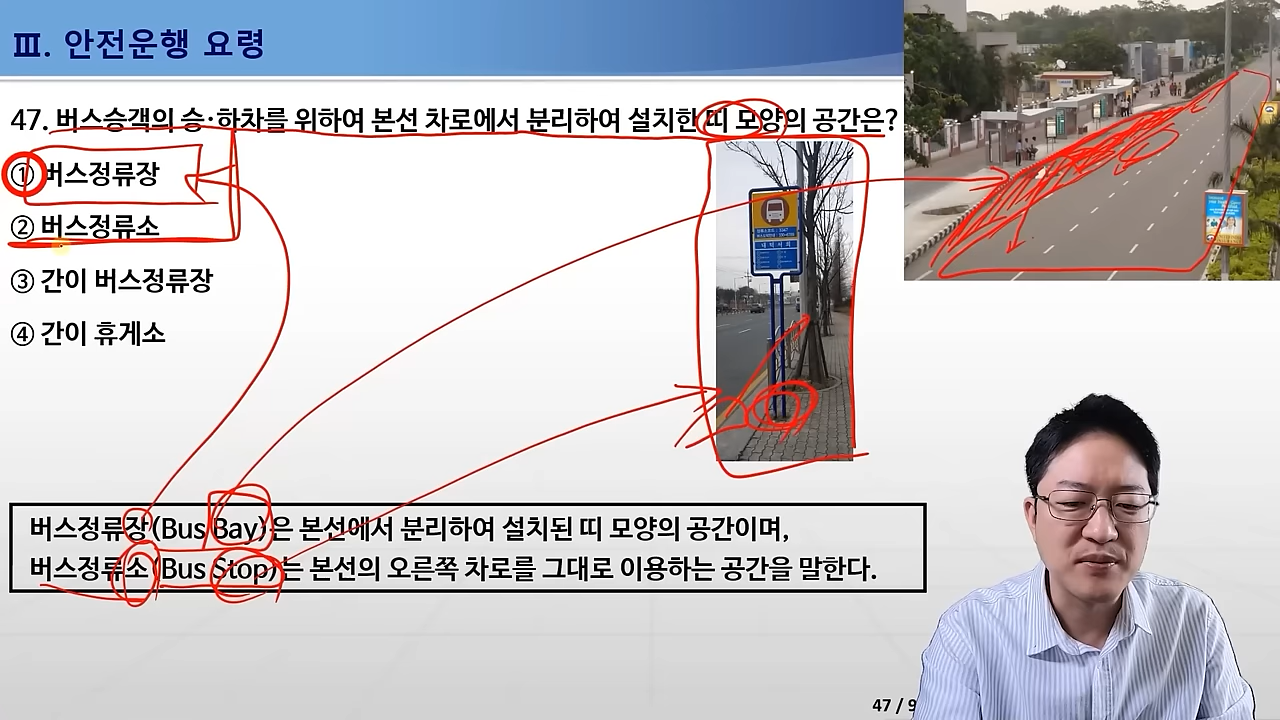 Ⅲ. 안전운행 요령
47. 버스승객의 승·하차를 위하여 본선 차로에서 분리하여 설치한 띠 모양의 공간은?
① 버스정류장
② 버스정류소
③ 간이 버스정류장
④ 간이 휴게소
버스정류장(Bus Bay)은 본선에서 분리하여 설치된 띠 모양의 공간이며,
버스정류소(Bus Stop)는 본선의 오른쪽 차로를 그대로 이용하는 공간을 말한다.
47 / 9